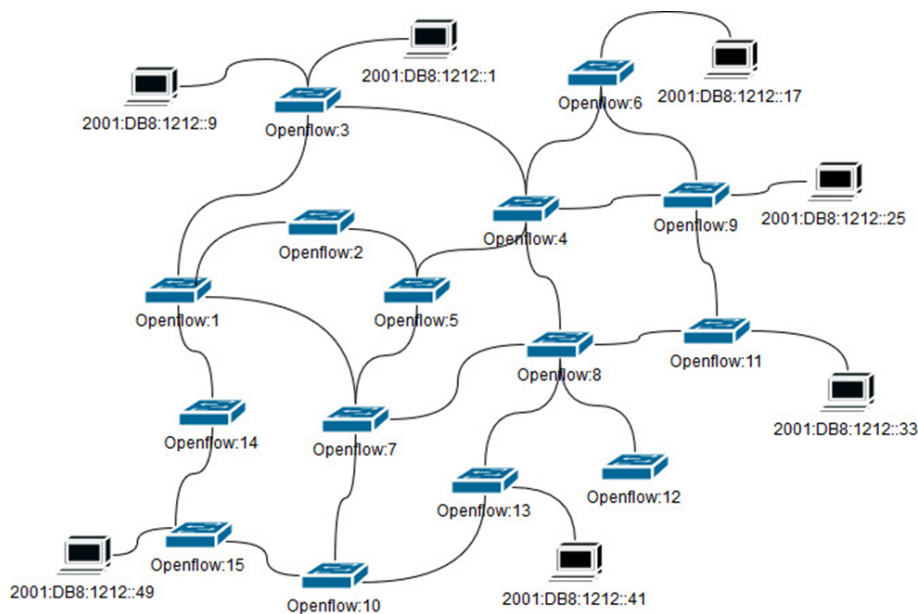 2001:DB8:1212::1
2001:DB8:1212::17
2001:DB8:1212::9
Openflow:3
Openflow:6
2001:DB8:1212::25
Openflow:4
Openflow:9
Openflow:2
Openflow:1
Openflow:5
Openflow:11
Openflow:8
2001:DB8:1212::33
Openflow:14
Openflow:7
Openflow:12
Openflow:13
Openflow:15
2001:DB8:1212::49
Openflow:10
2001:DB8:1212::41